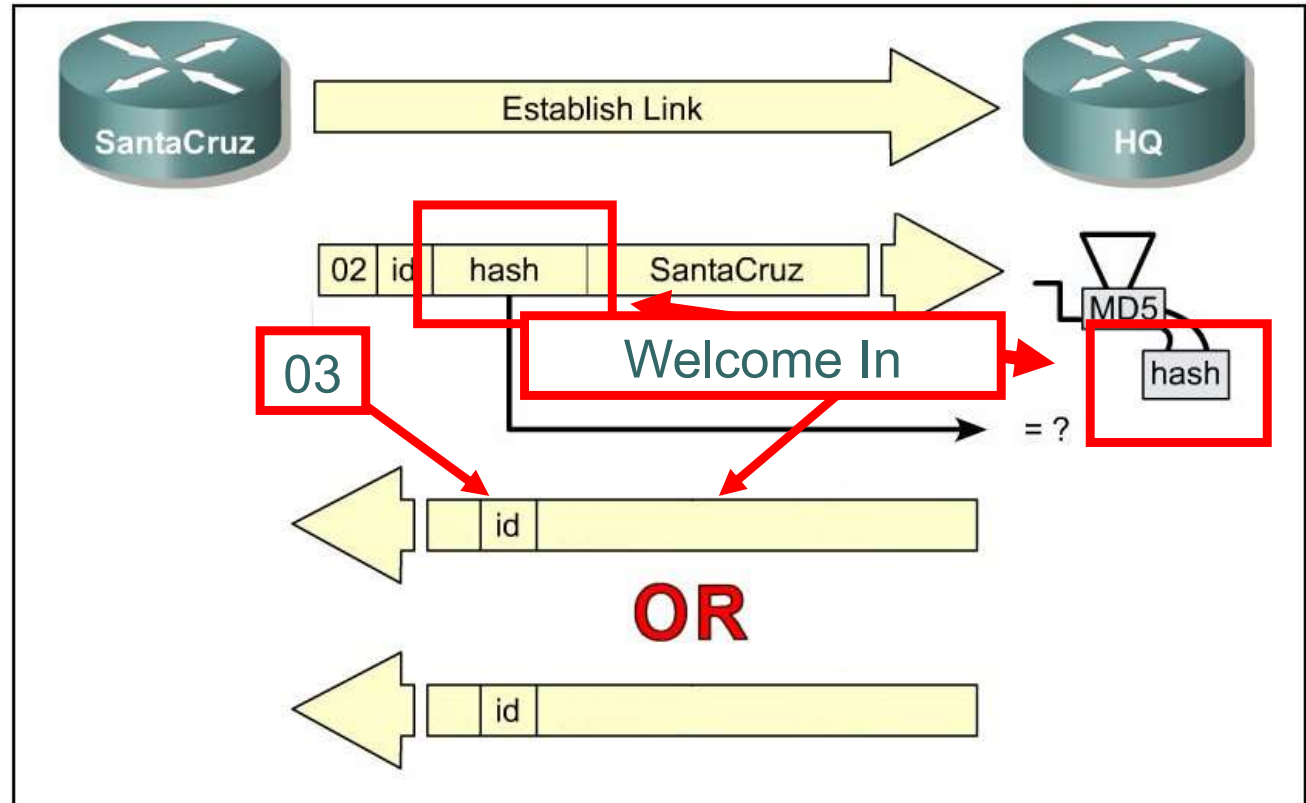 Establish Link
SantaCruz
HQ
02 id hash SantaCruz
MD5
03
Welcome In
hash
= ?
id
OR
id